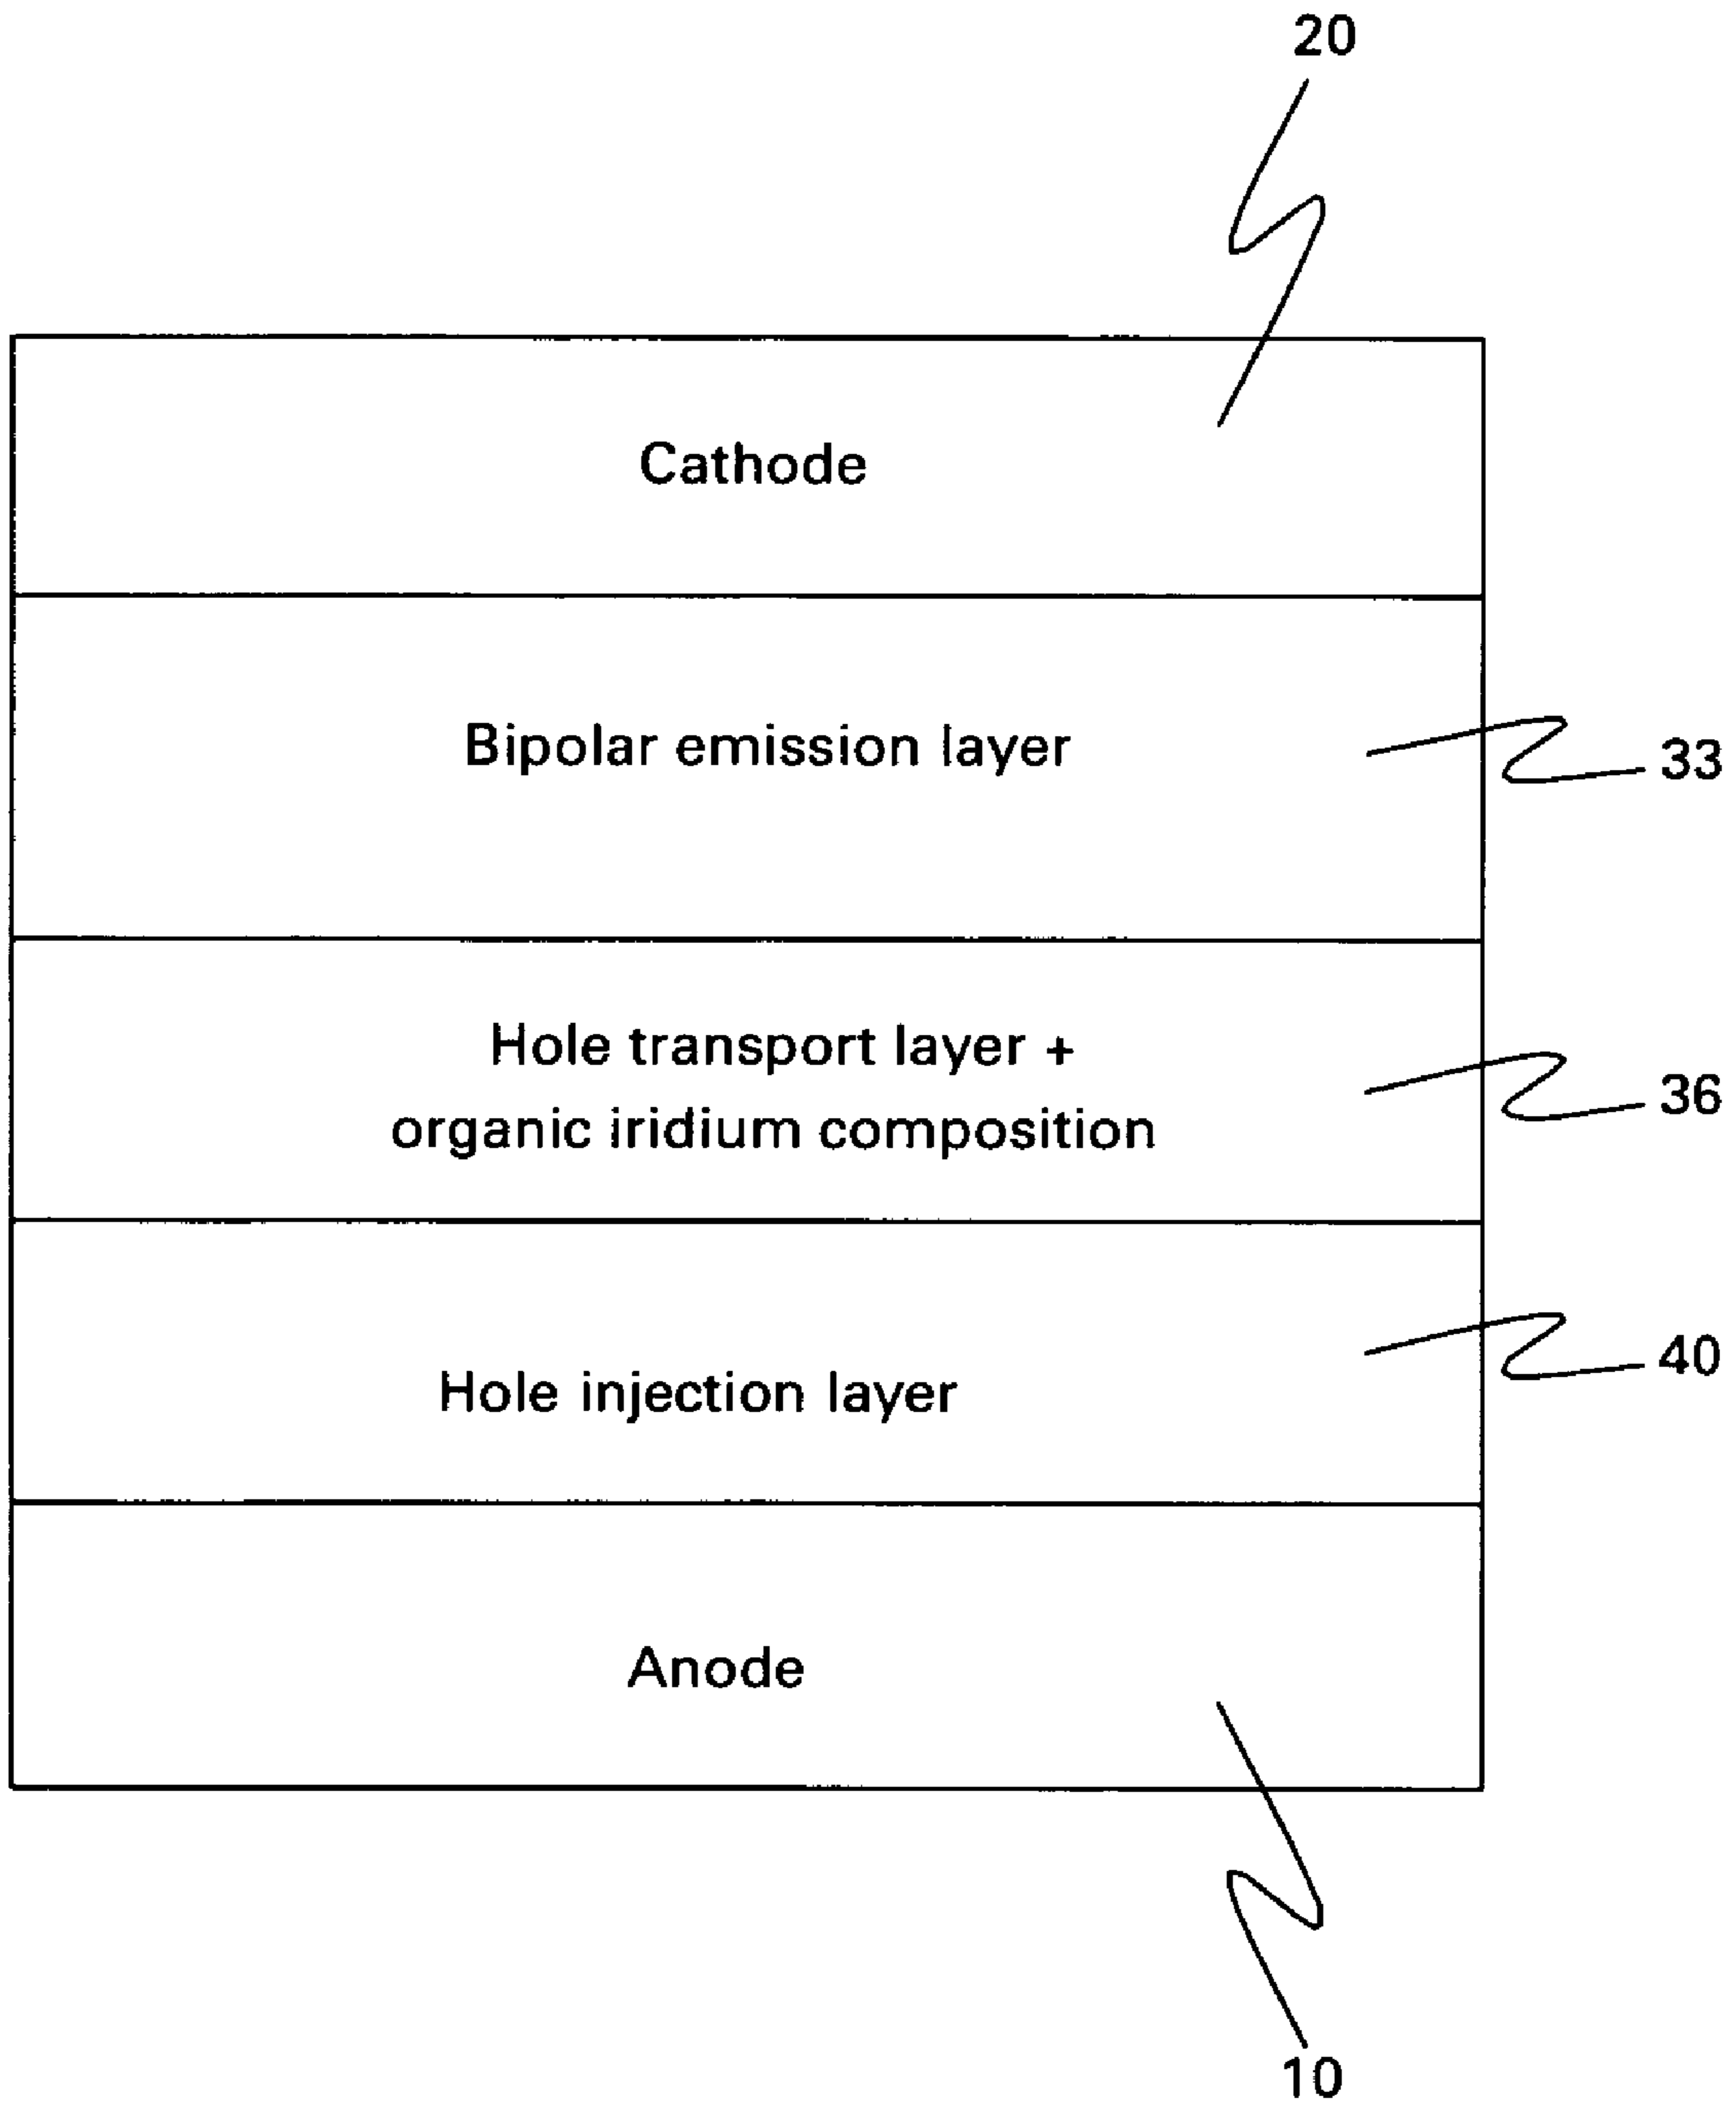 20
Cathode
Bipolar emission layer
33
Hole transport layer +
organic iridium composition
36
Hole injection layer
40
Anode
10